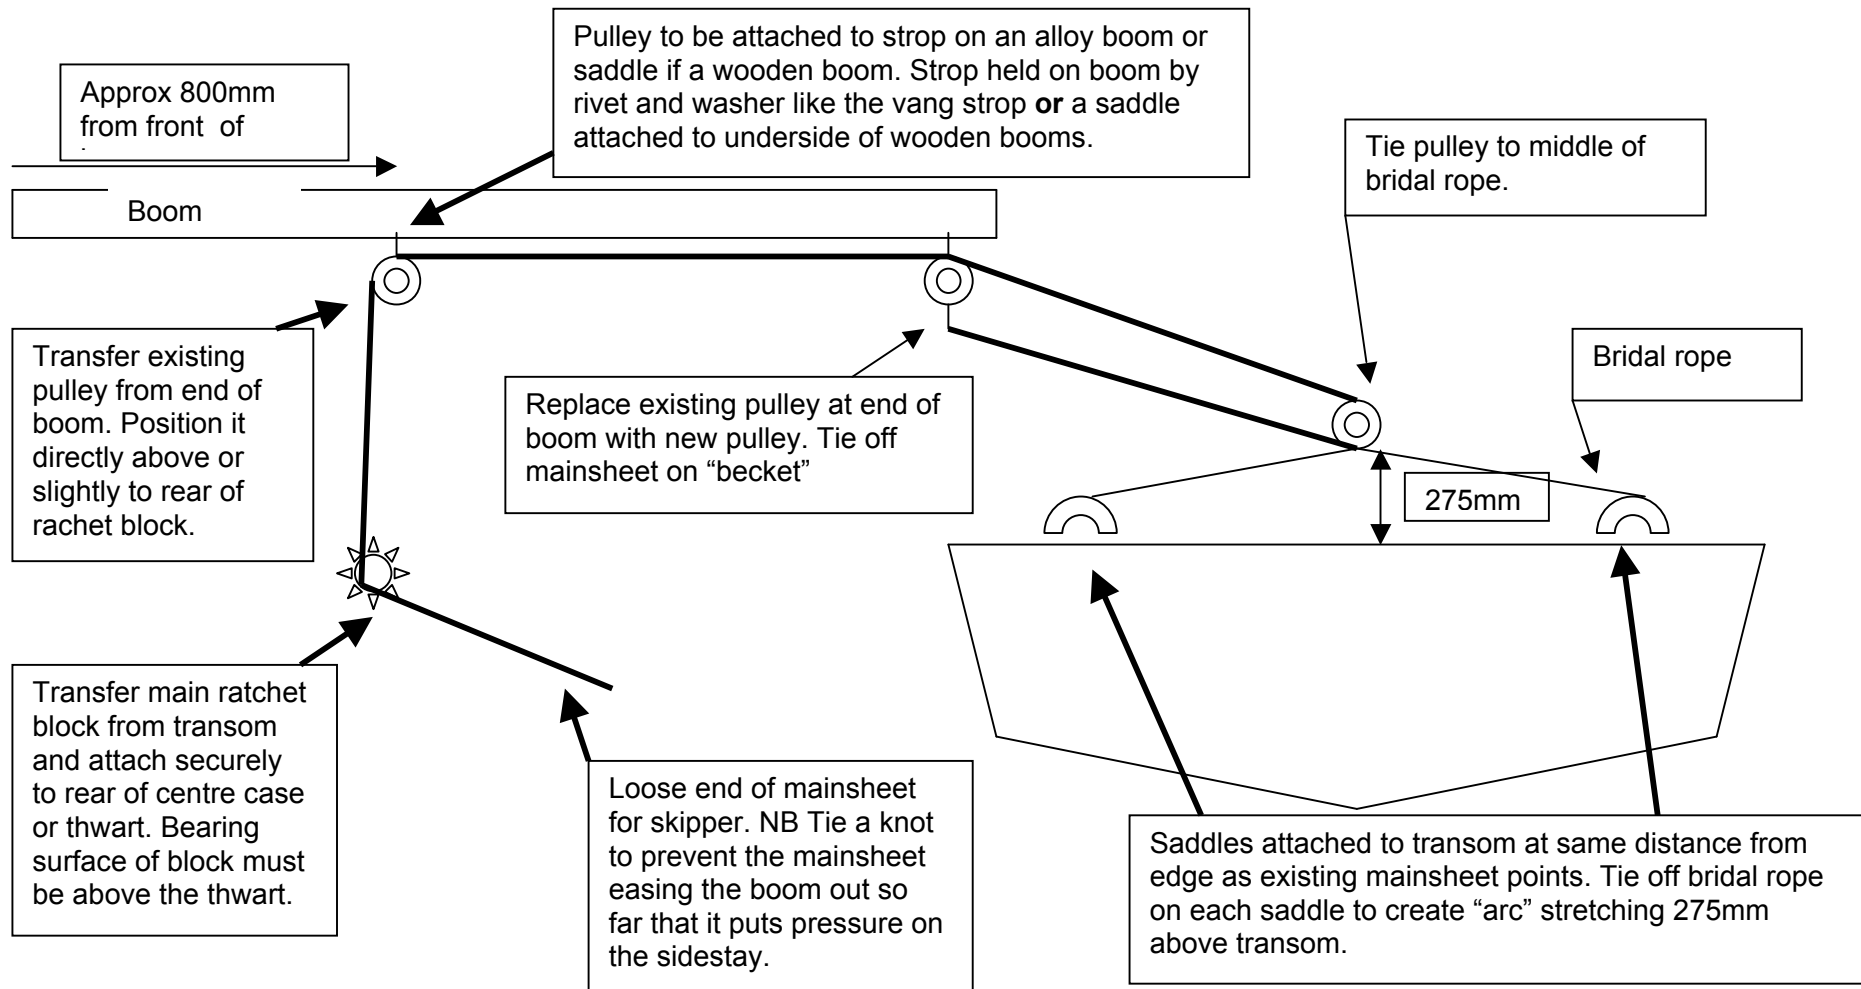 Pulley to be attached to strop on an alloy boom or
saddle if a wooden boom. Strop held on boom by
rivet and washer like the vang strop or a saddle
attached to underside of wooden booms.
Approx 800mm
from front of
Tie pulley to middle of
bridal rope.
Boom
Transfer existing
pulley from end of
boom. Position it
directly above or
slightly to rear of
rachet block.
Replace existing pulley at end of
boom with new pulley. Tie off
mainsheet on “becket”
Bridal rope
275mm
Transfer main ratchet
block from transom
and attach securely
to rear of centre case
or thwart. Bearing
surface of block must
be above the thwart.
Loose end of mainsheet
for skipper. NB Tie a knot
to prevent the mainsheet
easing the boom out so
far that it puts pressure on
the sidestay.
Saddles attached to transom at same distance from
edge as existing mainsheet points. Tie off bridal rope
on each saddle to create “arc” stretching 275mm
above transom.